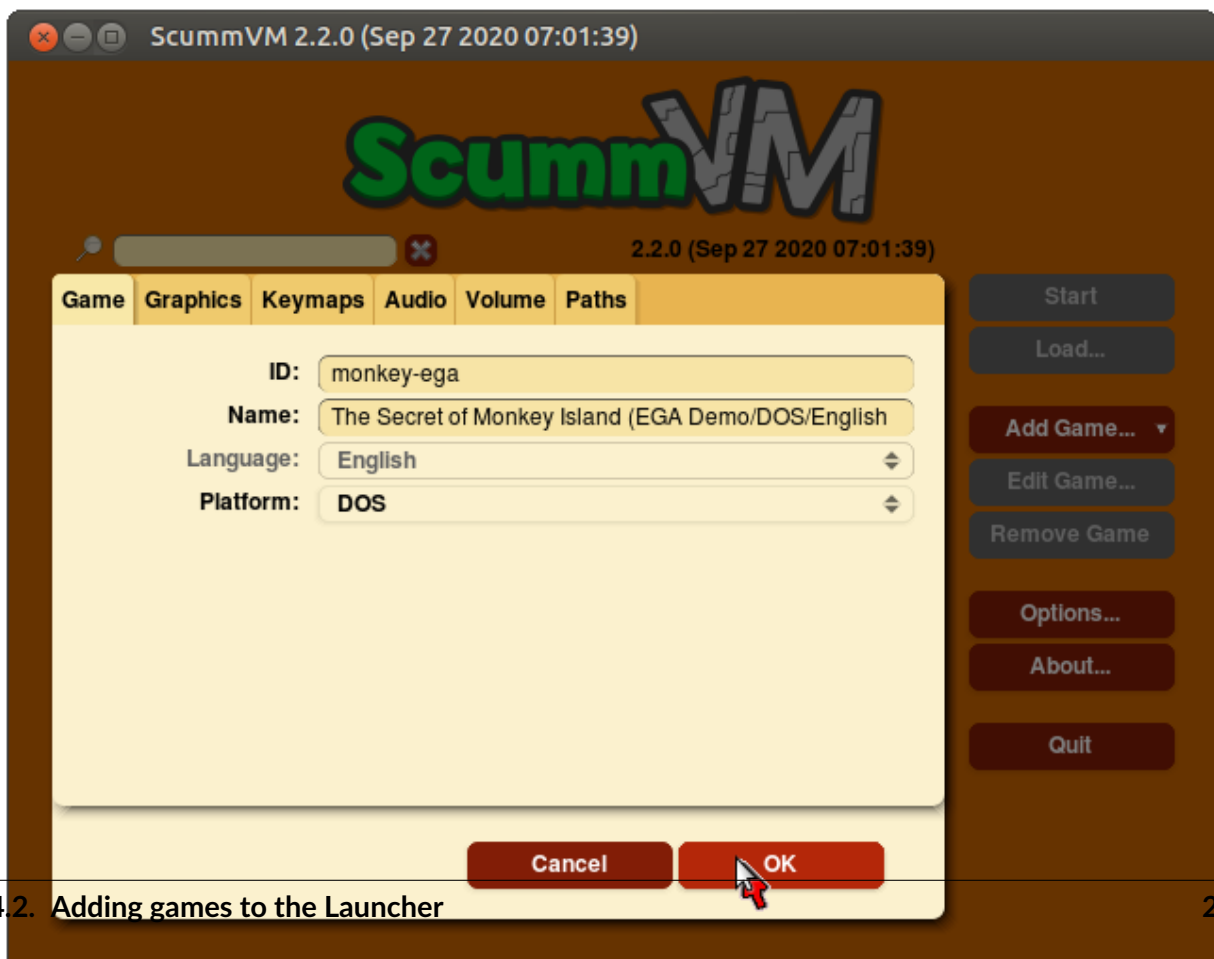 ScummVM 2.2.0 (Sep 27 2020 07:01:39)
ScummVM
2.2.0 (Sep 27 2020 07:01:39)
Game Graphics Keymaps Audio Volume Paths
Start
Load...
ID: monkey-ega
Name: The Secret of Monkey Island (EGA Demo/DOS/English
Add Game...
Language: English
Edit Game...
Platform: DOS
Remove Game
Options...
About...
Quit
Cancel OK
.2. Adding games to the Launcher 2